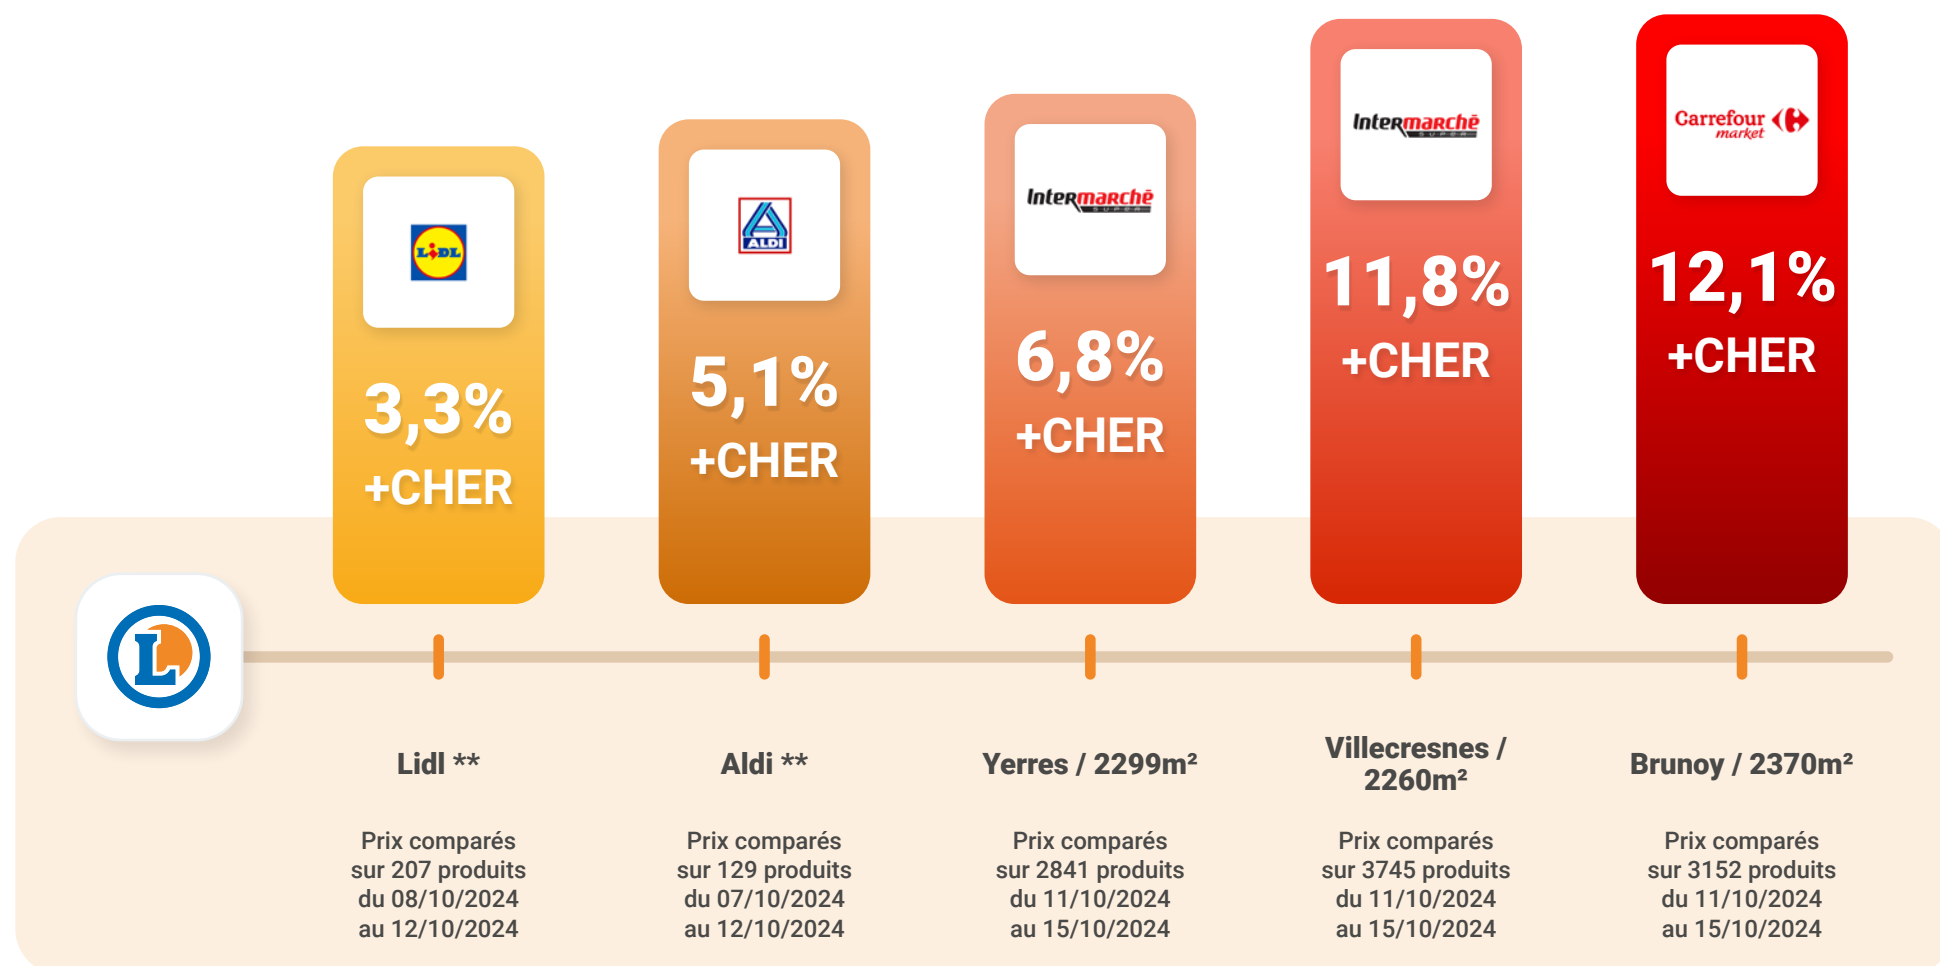 LIDL
3,3%
+CHER
ALDI
5,1%
+CHER
Intermarchē
SUPER
6,8%
+CHER
Intermarchē
SUPER
11,8%
+CHER
Carrefour
market
12,1%
+CHER
L
Lidl **
Prix comparés
sur 207 produits
du 08/10/2024
au 12/10/2024
Aldi **
Prix comparés
sur 129 produits
du 07/10/2024
au 12/10/2024
Yerres / 2299m²
Prix comparés
sur 2841 produits
du 11/10/2024
au 15/10/2024
Villecresnes /
2260m²
Prix comparés
sur 3745 produits
du 11/10/2024
au 15/10/2024
Brunoy / 2370m²
Prix comparés
sur 3152 produits
du 11/10/2024
au 15/10/2024